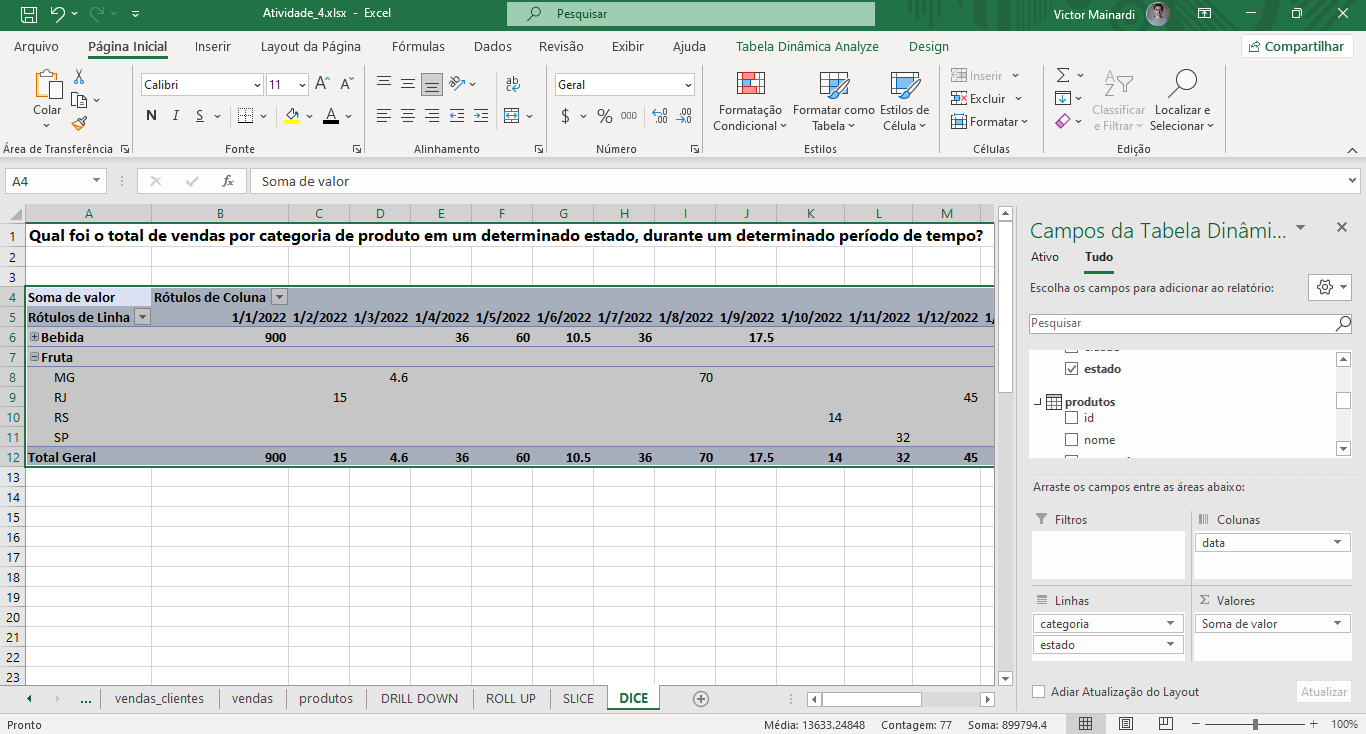 Atividade_4.xlsx - Excel
Pesquisar
Victor Mainardi
Arquivo Página Inicial Inserir Layout da Página Fórmulas Dados Revisão Exibir Ajuda Tabela Dinâmica Analyze Design Compartilhar
Colar
Área de Transferência
Calibri 11
N I S
Fonte
ab
Alinhamento
Geral
$ % 000
Número
Formatação Condicional
Formatar como Tabela
Estilos de Célula
Estilos
Inserir
Excluir
Formatar
Células
Classificar e Filtrar
Localizar e Selecionar
Edição
A4 fx Soma de valor
A B C D E F G H I J K L M
1 Qual foi o total de vendas por categoria de produto em um determinado estado, durante um determinado período de tempo?
2
3
4 Soma de valor Rótulos de Coluna
5 Rótulos de Linha 1/1/2022 1/2/2022 1/3/2022 1/4/2022 1/5/2022 1/6/2022 1/7/2022 1/8/2022 1/9/2022 1/10/2022 1/11/2022 1/12/2022
6 Bebida 900 36 60 10.5 36 17.5
7 Fruta
8 MG 4.6 70
9 RJ 15 45
10 RS 14
11 SP 32
12 Total Geral 900 15 4.6 36 60 10.5 36 70 17.5 14 32 45
13
14
15
16
17
18
19
20
21
22
23
Campos da Tabela Dinâmi...
Ativo Tudo
Escolha os campos para adicionar ao relatório:
Pesquisar
estado
produtos
id
nome
Arraste os campos entre as áreas abaixo:
Filtros
Colunas
data
Linhas
categoria
estado
Valores
Soma de valor
Adiar Atualização do Layout Atualizar
... vendas_clientes vendas produtos DRILL DOWN ROLL UP SLICE DICE
Pronto Média: 13633.24848 Contagem: 77 Soma: 899794.4 100%